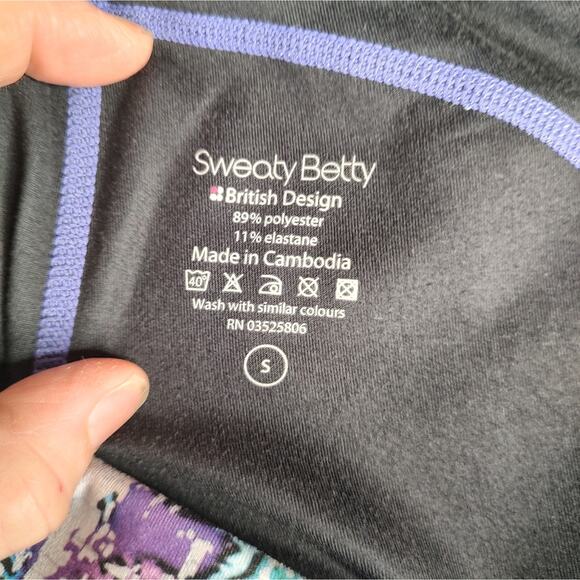 Sweaty Betty
British Design
89% polyester
11% elastane
Made in Cambodia
40°
Wash with similar colours
RN 03525806
S